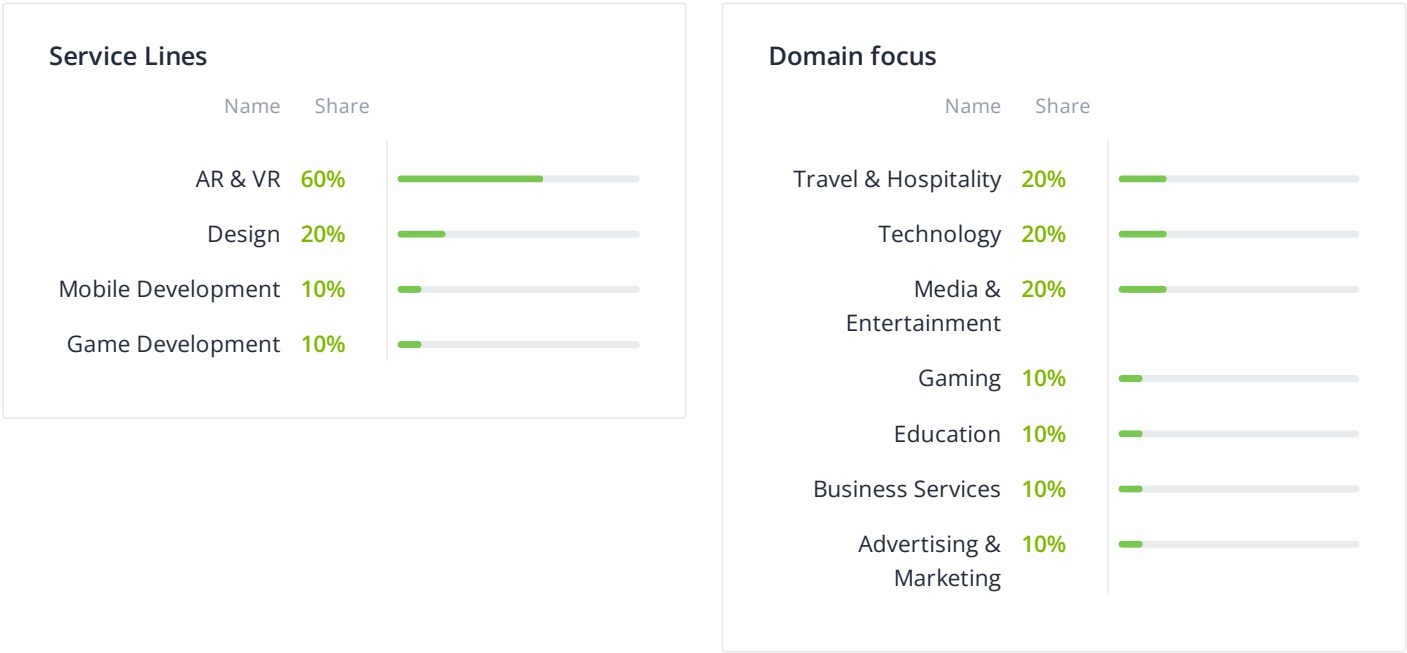 Service Lines
Name Share
AR & VR 60%
Design 20%
Mobile Development 10%
Game Development 10%
Domain focus
Name Share
Travel & Hospitality 20%
Technology 20%
Media & 20%
Entertainment
Gaming 10%
Education 10%
Business Services 10%
Advertising & 10%
Marketing